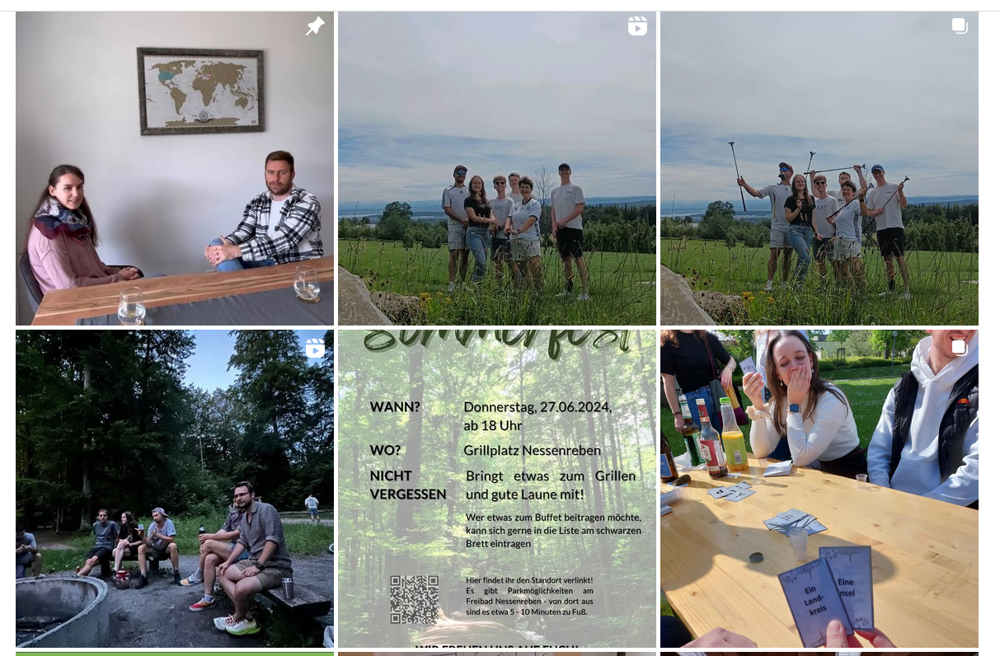 Sommerfest
WANN?
Donnerstag, 27.06.2024,
ab 18 Uhr
WO?
Grillplatz Nessenreben
NICHT
VERGESSEN
Bringt etwas zum Grillen
und gute Laune mit!
Wer etwas zum Buffet beitragen möchte,
kann sich gerne in die Liste am schwarzen
Brett eintragen
Hier findet ihr den Standort verlinkt!
Es gibt Parkmöglichkeiten am
Freibad Nessenreben - von dort aus
sind es etwa 5 - 10 Minuten zu Fuß.
WIR FREUEN UNS AUF EUCH!
Ein
Land-
kreis
Eine
nsel